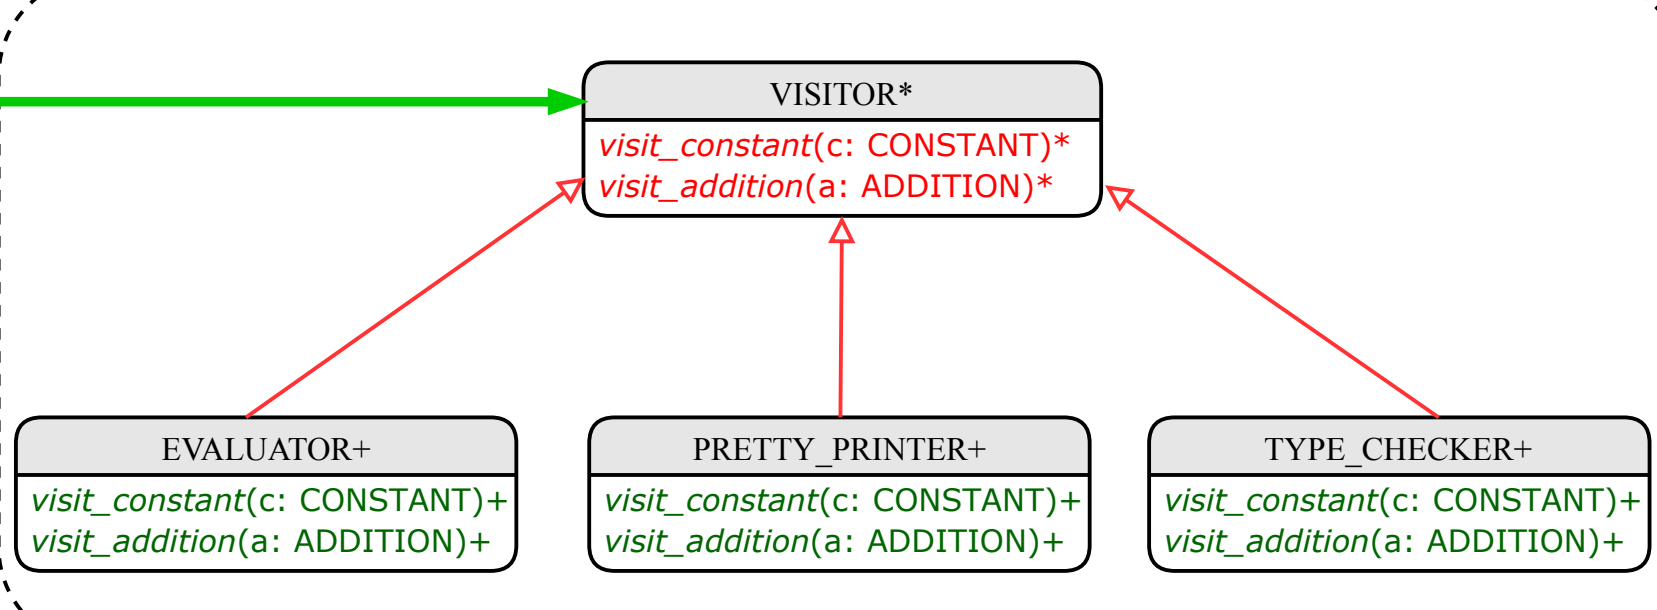 VISITOR*
visit_constant(c: CONSTANT)*
visit_addition(a: ADDITION)*
EVALUATOR+
visit_constant(c: CONSTANT)+
visit_addition(a: ADDITION)+
PRETTY_PRINTER+
visit_constant(c: CONSTANT)+
visit_addition(a: ADDITION)+
TYPE_CHECKER+
visit_constant(c: CONSTANT)+
visit_addition(a: ADDITION)+